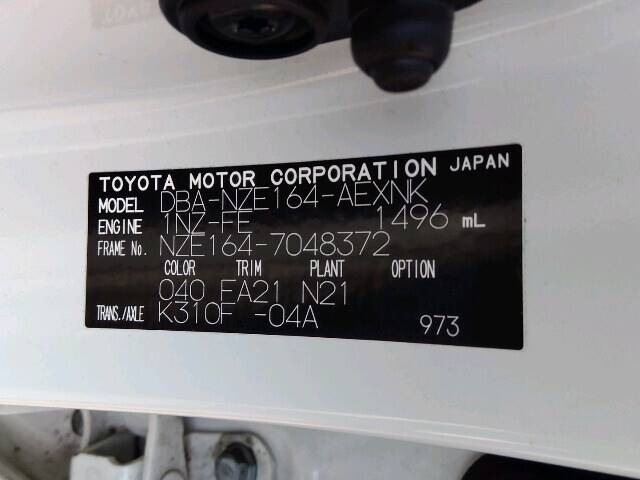 TOYOTA MOTOR CORPORATION JAPAN
MODEL DBA-NZE164-AEXNK
ENGINE 1NZ-FE 1496 mL
FRAME No. NZE164-7048372
COLOR TRIM PLANT OPTION
040 FA21 N21
TRANS./AXLE K310F -04A
973